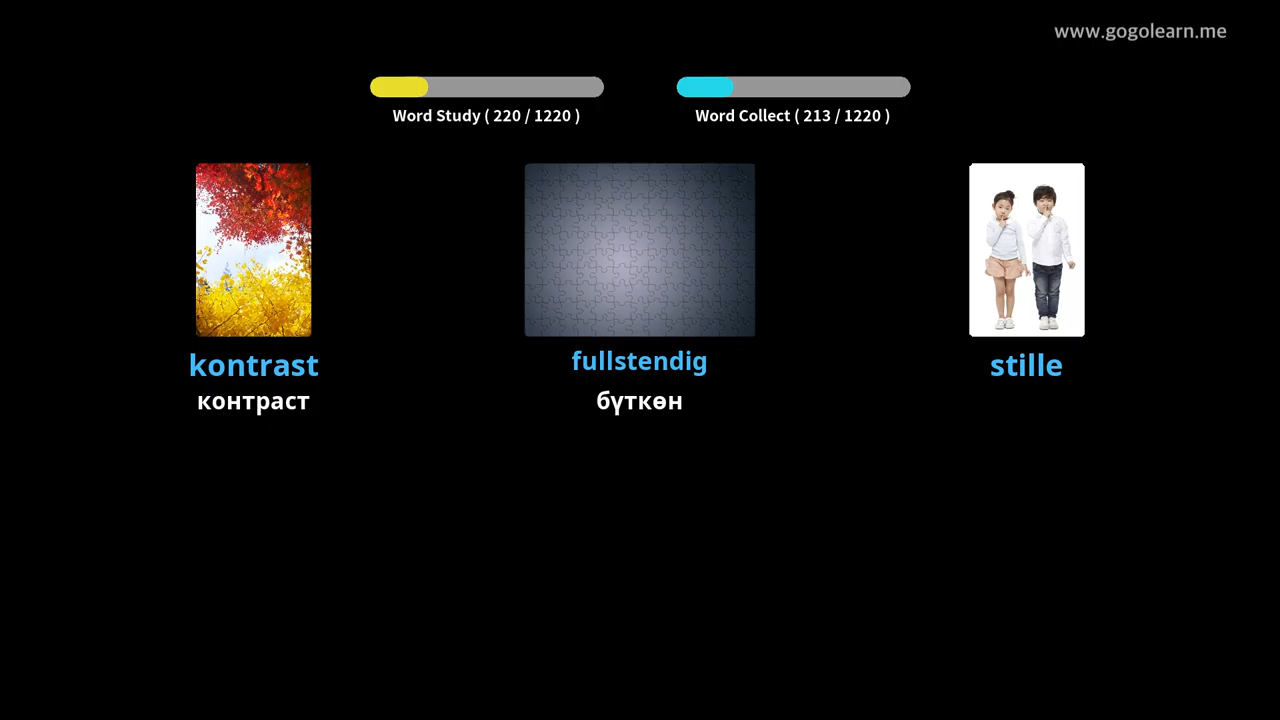 www.gogolearn.me
Word Study ( 220 / 1220 )
Word Collect ( 213 / 1220 )
kontrast
контраст
fullstendig
бүткөн
stille